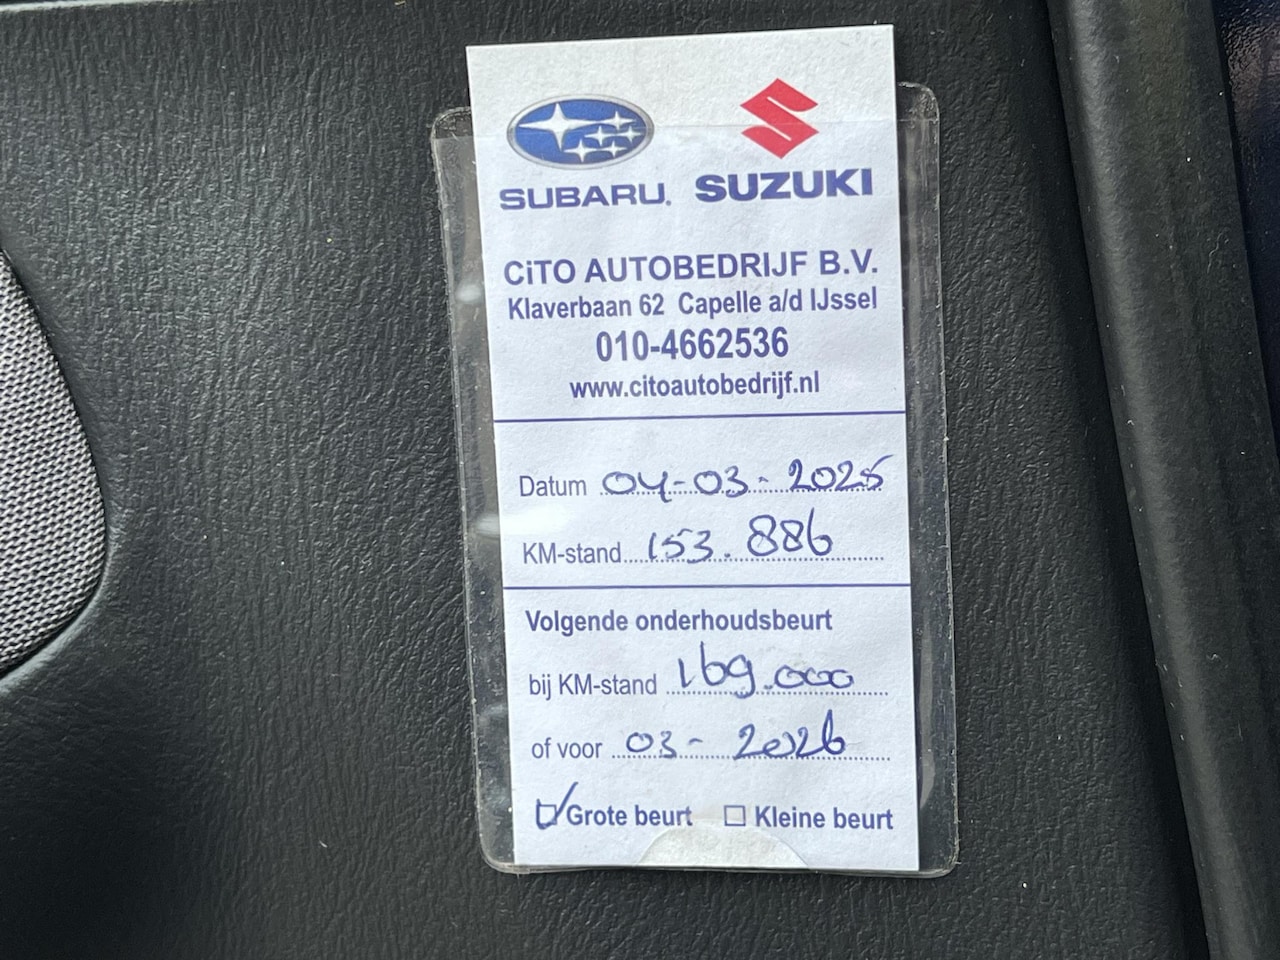 SUBARU. SUZUKI
CiTO AUTOBEDRIJF B.V.
Klaverbaan 62 Capelle a/d IJssel
010-4662536
www.citoautobedrijf.nl
Datum 04-03-2025
KM-stand 153.886
Volgende onderhoudsbeurt
bij KM-stand 169.000
of voor 03-2026
Grote beurt Kleine beurt